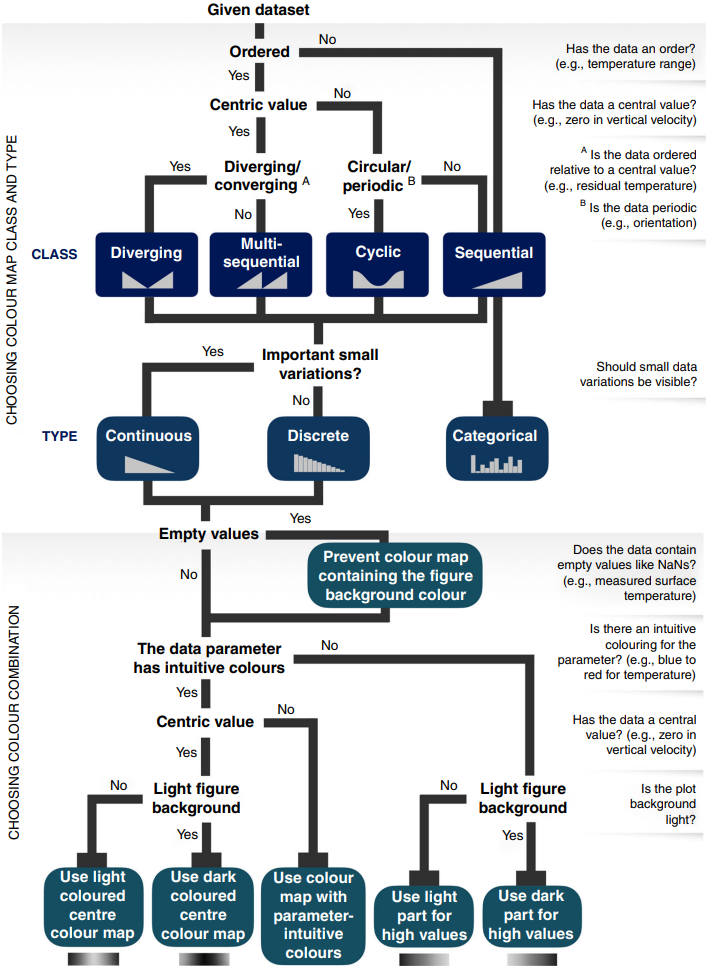 Given dataset
Ordered
No
Has the data an order?
(e.g., temperature range)
Yes
Centric value
No
Has the data a central value?
(e.g., zero in vertical velocity)
Yes
Yes
Diverging/
converging A
No
Circular/
periodic B
No
Yes
A Is the data ordered
relative to a central value?
(e.g., residual temperature)
B Is the data periodic
(e.g., orientation)
CHOOSING COLOUR MAP CLASS AND TYPE
CLASS
Diverging
Multi-
sequential
Cyclic
Sequential
Yes
Important small
variations?
No
Should small data
variations be visible?
TYPE
Continuous
Discrete
Categorical
Empty values
Yes
No
Prevent colour map
containing the figure
background colour
Does the data contain
empty values like NaNs?
(e.g., measured surface
temperature)
CHOOSING COLOUR COMBINATION
The data parameter
has intuitive colours
No
Is there an intuitive
colouring for the
parameter? (e.g., blue to
red for temperature)
Yes
Centric value
No
Has the data a central
value? (e.g., zero in
vertical velocity)
Yes
No
Light figure
background
Yes
No
Light figure
background
Yes
Is the plot
background
light?
Use light
coloured
centre
colour map
Use dark
coloured
centre
colour map
Use colour
map with
parameter-
intuitive
colours
Use light
part for
high values
Use dark
part for
high values